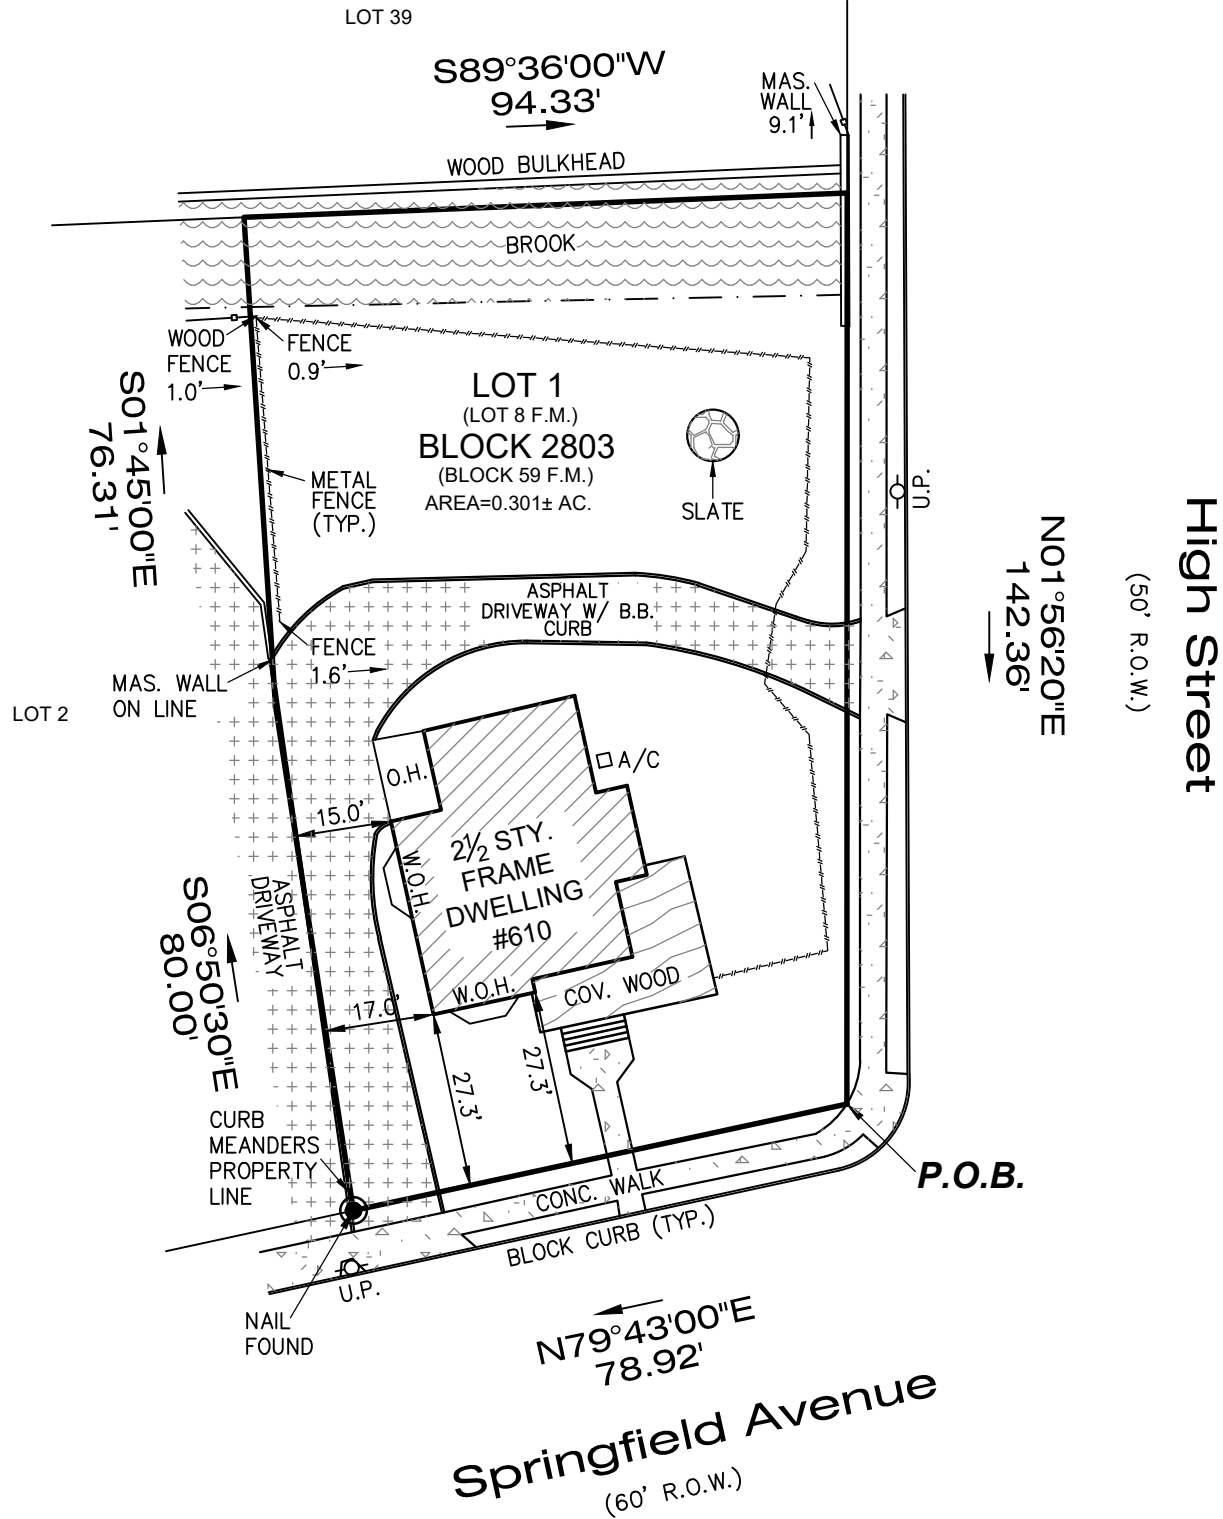 LOT 39
S89°36'00"W
94.33'
MAS.
WALL
9.1'
WOOD BULKHEAD
BROOK
WOOD
FENCE
1.0'
FENCE
0.9'
LOT 1
(LOT 8 F.M.)
BLOCK 2803
(BLOCK 59 F.M.)
AREA=0.301± AC.
S01°45'00"E
76.31'
METAL
FENCE
(TYP.)
SLATE
U.P.
N01°56'20"E
142.36'
High Street
(50' R.O.W.)
ASPHALT
DRIVEWAY W/ B.B.
CURB
FENCE
1.6'
MAS. WALL
ON LINE
LOT 2
O.H.
A/C
15.0'
2½ STY.
FRAME
DWELLING
#610
W.O.H.
ASPHALT
DRIVEWAY
S06°50'30"E
80.00'
W.O.H.
COV. WOOD
17.0'
27.3'
27.3'
CURB
MEANDERS
PROPERTY
LINE
P.O.B.
CONC. WALK
BLOCK CURB (TYP.)
U.P.
NAIL
FOUND
N79°43'00"E
78.92'
Springfield Avenue
(60' R.O.W.)